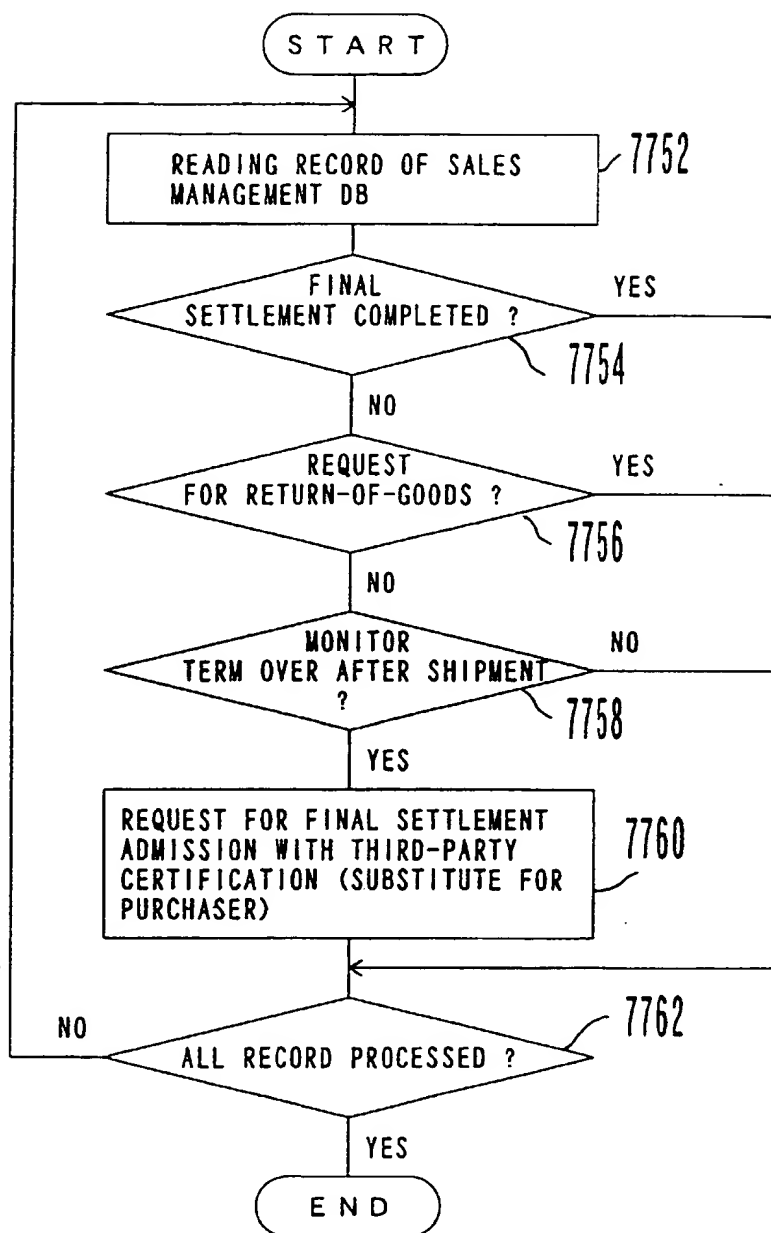 START
READING RECORD OF SALES
MANAGEMENT DB
7752
FINAL
SETTLEMENT COMPLETED ?
YES
7754
NO
REQUEST
FOR RETURN-OF-GOODS ?
YES
7756
NO
MONITOR
TERM OVER AFTER SHIPMENT
?
NO
7758
YES
REQUEST FOR FINAL SETTLEMENT
ADMISSION WITH THIRD-PARTY
CERTIFICATION (SUBSTITUTE FOR
PURCHASER)
7760
NO
ALL RECORD PROCESSED ?
7762
YES
END